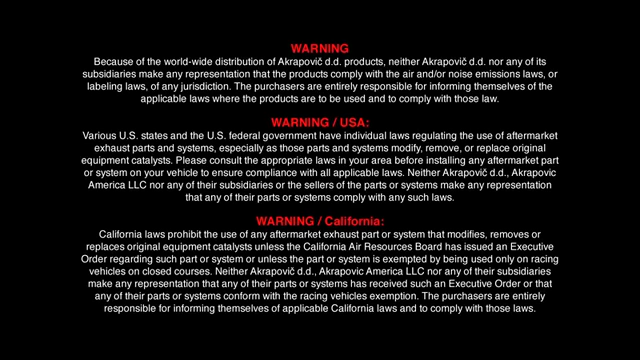 WARNING
Because of the world-wide distribution of Akrapovič d.d. products, neither Akrapovič d.d. nor any of its
subsidiaries make any representation that the products comply with the air and/or noise emissions laws, or
labeling laws, of any jurisdiction. The purchasers are entirely responsible for informing themselves of the
applicable laws where the products are to be used and to comply with those law.
WARNING / USA:
Various U.S. states and the U.S. federal government have individual laws regulating the use of aftermarket
exhaust parts and systems, especially as those parts and systems modify, remove, or replace original
equipment catalysts. Please consult the appropriate laws in your area before installing any aftermarket part
or system on your vehicle to ensure compliance with all applicable laws. Neither Akrapovič d.d., Akrapovic
America LLC nor any of their subsidiaries or the sellers of the parts or systems make any representation
that any of their parts or systems comply with any such laws.
WARNING / California:
California laws prohibit the use of any aftermarket exhaust part or system that modifies, removes or
replaces original equipment catalysts unless the California Air Resources Board has issued an Executive
Order regarding such part or system or unless the part or system is exempted by being used only on racing
vehicles on closed courses. Neither Akrapovič d.d., Akrapovic America LLC nor any of their subsidiaries
make any representation that any of their parts or systems has received such an Executive Order or that
any of their parts or systems conform with the racing vehicles exemption. The purchasers are entirely
responsible for informing themselves of applicable California laws and to comply with those laws.